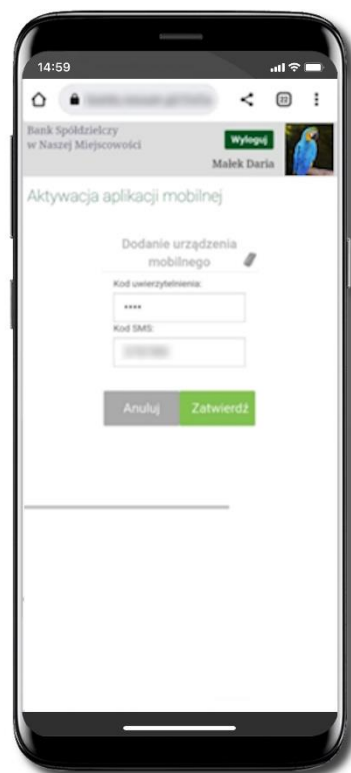 14:59
22
Bank Spółdzielczy
w Naszej Miejscowości
Wyloguj
Małek Daria
Aktywacja aplikacji mobilnej
Dodanie urządzenia
mobilnego
Kod uwierzytelnienia:
••••
Kod SMS:
Anuluj
Zatwierdź